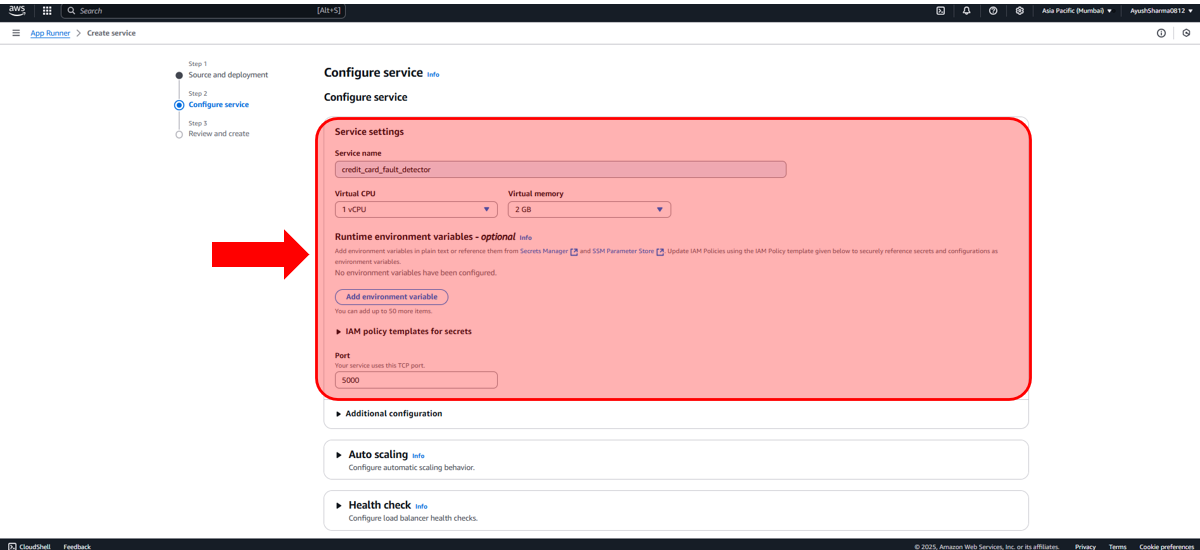 aws
Search
[Alt+S]
Asia Pacific (Mumbai) ▼
AyushSharma0812 ▼
App Runner > Create service
Step 1
Source and deployment
Step 2
Configure service
Step 3
Review and create
Configure service Info
Configure service
Service settings
Service name
credit_card_fault_detector
Virtual CPU
Virtual memory
1 vCPU
2 GB
Runtime environment variables - optional Info
Add environment variables in plain text or reference them from Secrets Manager and SSM Parameter Store. Update IAM Policies using the IAM Policy template given below to securely reference secrets and configurations as
environment variables.
No environment variables have been configured.
Add environment variable
You can add up to 50 more items.
IAM policy templates for secrets
Port
Your service uses this TCP port.
5000
Additional configuration
Auto scaling Info
Configure automatic scaling behavior.
Health check Info
Configure load balancer health checks.
CloudShell Feedback
© 2025, Amazon Web Services, Inc. or its affiliates. Privacy Terms Cookie preferences